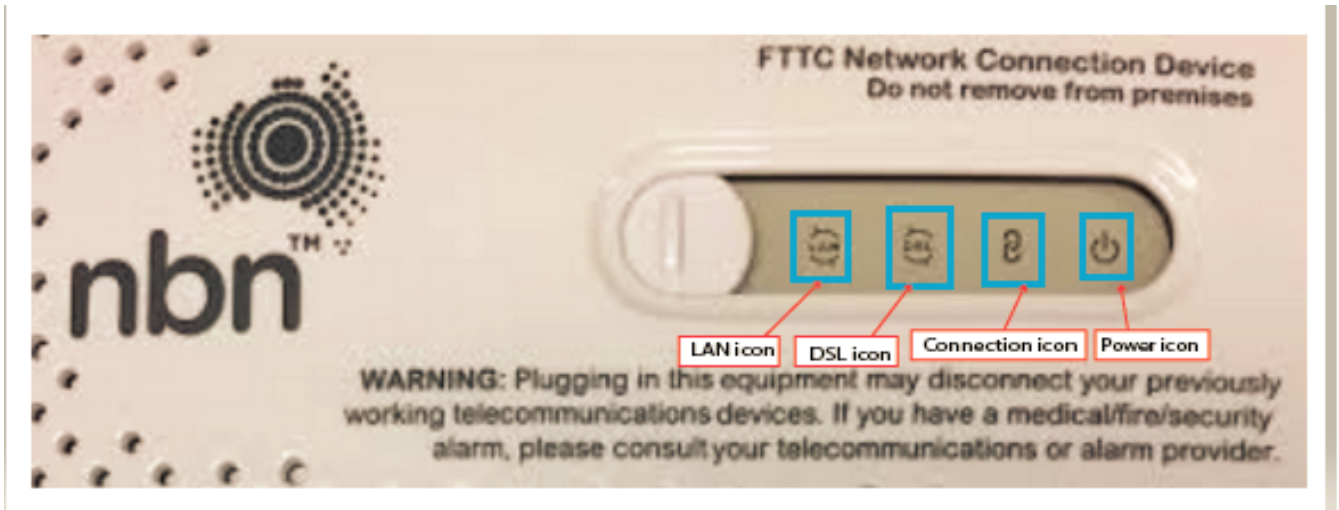 FTTC Network Connection Device
Do not remove from premises
nbn™
LAN
DSL
LAN icon
DSL icon
Connection icon
Power icon
WARNING: Plugging in this equipment may disconnect your previously
working telecommunications devices. If you have a medical/fire/security
alarm, please consult your telecommunications or alarm provider.